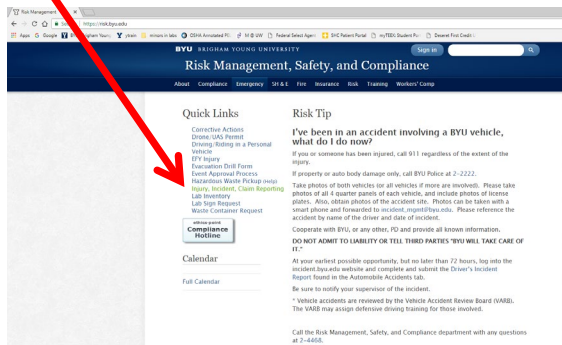 Risk Management
https://risk.byu.edu
Apps
Google
ytrain
minors in labs
OSHA Annotated PEL
M @ UW
Federal Select Agent
SHC Patient Portal
myFIDX: Student Port
Deseret First Credit
BYU BRIGHAM YOUNG UNIVERSITY
Sign in
Risk Management, Safety, and Compliance
About Compliance Emergency SH & E Fire Insurance Risk Training Workers' Comp
Quick Links
Corrective Actions
Drone/UAS Permit
Driving/Riding in a Personal
Vehicle
EFY Injury
Evacuation Drill Form
Event Approval Process
Hazardous Waste Pickup (Help)
Injury, Incident, Claim Reporting
Lab Inventory
Lab Sign Request
Waste Container Request
ethics point
Compliance
Hotline
Calendar
Full Calendar
Risk Tip
I've been in an accident involving a BYU vehicle,
what do I do now?
If you or someone has been injured, call 911 regardless of the extent of the
injury.
If property or auto body damage only, call BYU Police at 2-2222.
Take photos of both vehicles (or all vehicles if more are involved). Please take
photos of all 4 quarter panels of each vehicle, and include photos of license
plates. Also, obtain photos of the accident site. Photos can be taken with a
smart phone and forwarded to incident_mgmt@byu.edu. Please reference the
accident by name of the driver and date of incident.
Cooperate with BYU, or any other, PD and provide all known information.
DO NOT ADMIT TO LIABILITY OR TELL THIRD PARTIES "BYU WILL TAKE CARE OF
IT."
At your earliest possible opportunity, but no later than 72 hours, log into the
incident.byu.edu website and complete and submit the Driver's Incident
Report found in the Automobile Accidents tab.
Be sure to notify your supervisor of the incident.
* Vehicle accidents are reviewed by the Vehicle Accident Review Board (VARB).
The VARB may assign defensive driving training for those involved.
Call the Risk Management, Safety, and Compliance department with any questions
at 2-4468.